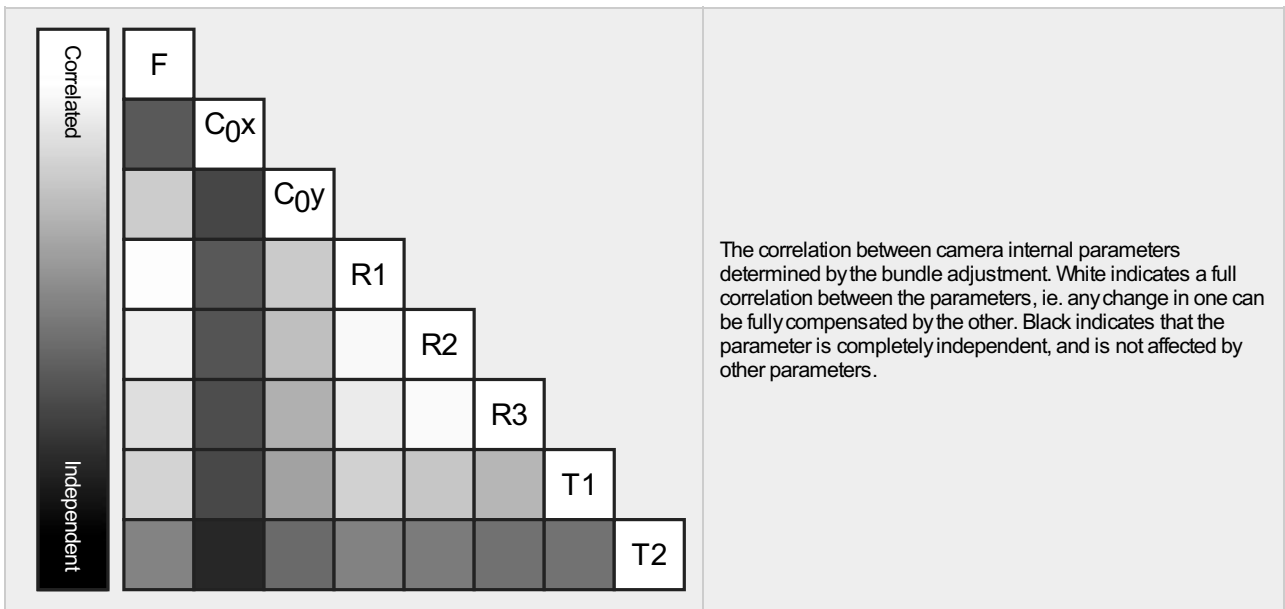 Correlated
Independent
F
C0x
C0y
R1
R2
R3
T1
T2
The correlation between camera internal parameters
determined by the bundle adjustment. White indicates a full
correlation between the parameters, ie. any change in one can
be fully compensated by the other. Black indicates that the
parameter is completely independent, and is not affected by
other parameters.